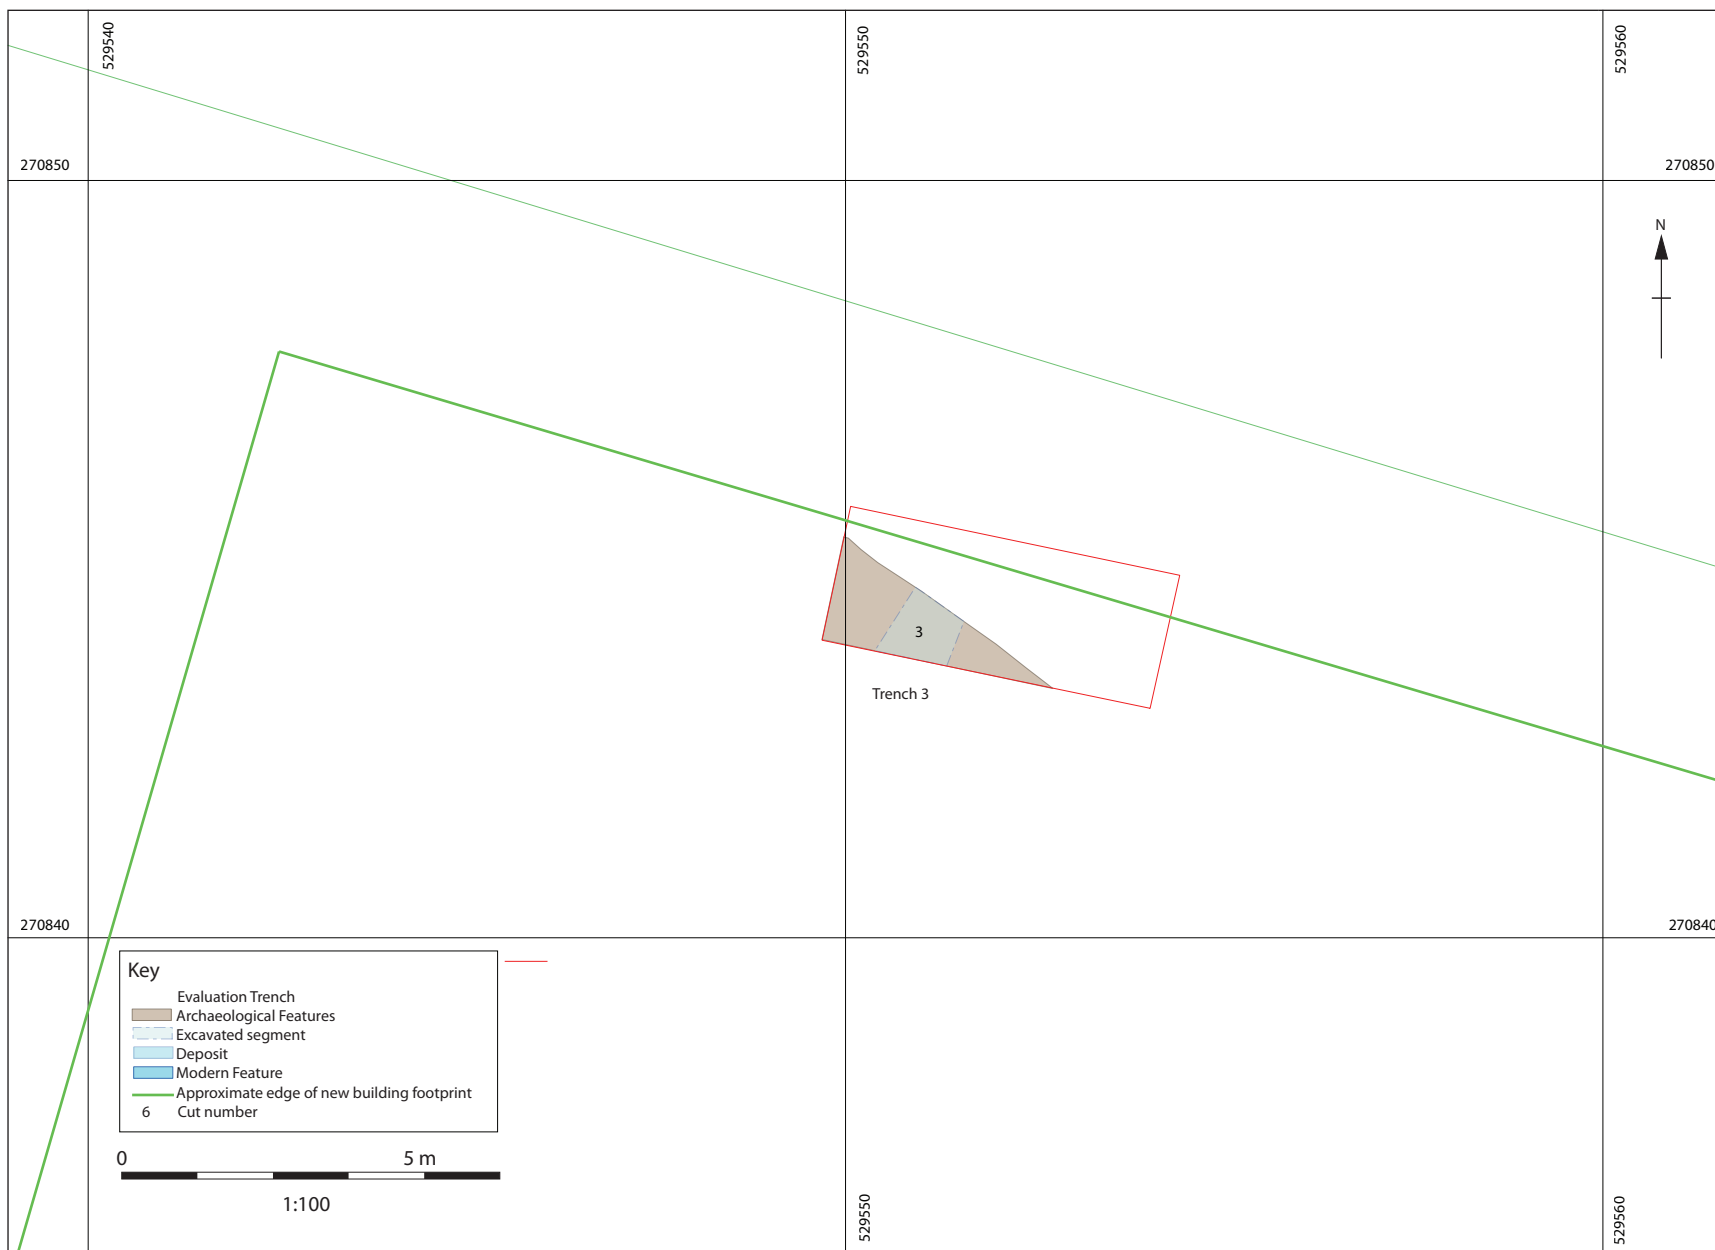 529540
529550
529560
270850
270850
N
3
Trench 3
270840
270840
Key
Evaluation Trench
Archaeological Features
Excavated segment
Deposit
Modern Feature
Approximate edge of new building footprint
6 Cut number
0 5 m
1:100
529550
529560